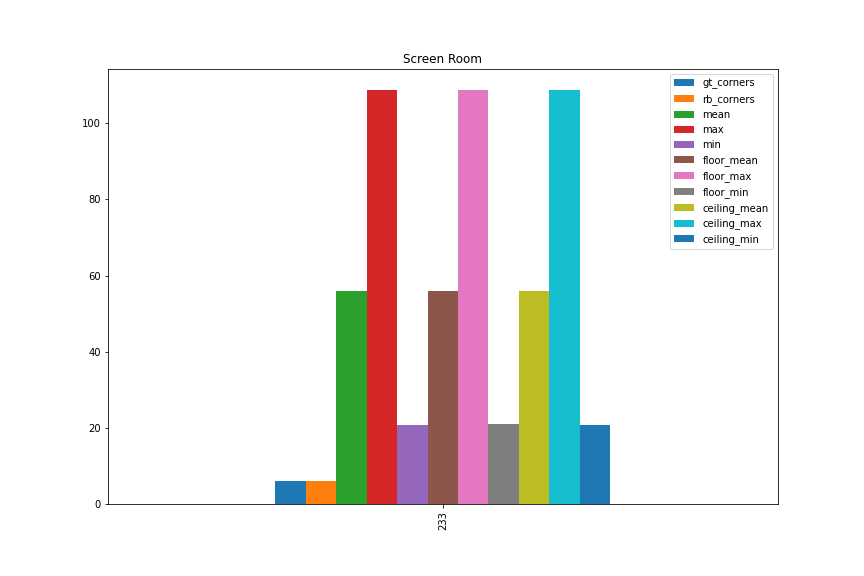 Screen Room
gt_corners
rb_corners
mean
max
min
floor_mean
floor_max
floor_min
ceiling_mean
ceiling_max
ceiling_min
100
80
60
40
20
0
233